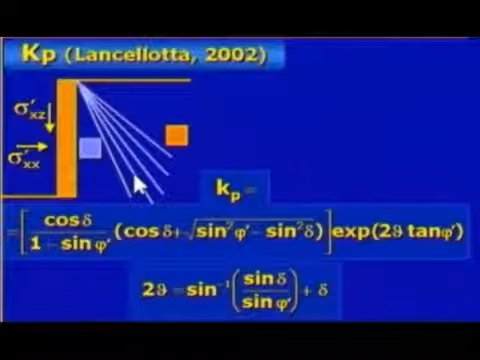 Kp (Lancellotta, 2002)
σ′xz
σ′xx
kp =
=[cosδ / 1 − sinφ′ (cosδ + √sin²φ′ − sin²δ)] exp(2ϑ tanφ′)
2ϑ = sin⁻¹(sinδ / sinφ′) + δ